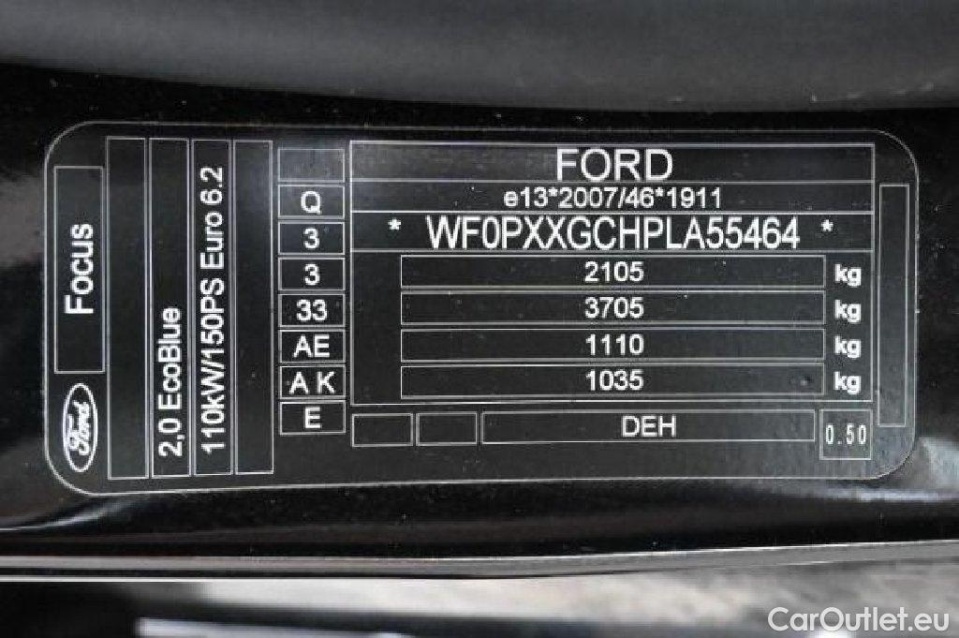 Focus
Ford
2,0 EcoBlue
110kW/150PS Euro 6.2
Q
3
3
33
AE
A K
E
FORD
e13*2007/46*1911
* WF0PXXGCHPLA55464 *
2105 kg
3705 kg
1110 kg
1035 kg
DEH
0.50
CarOutlet.eu